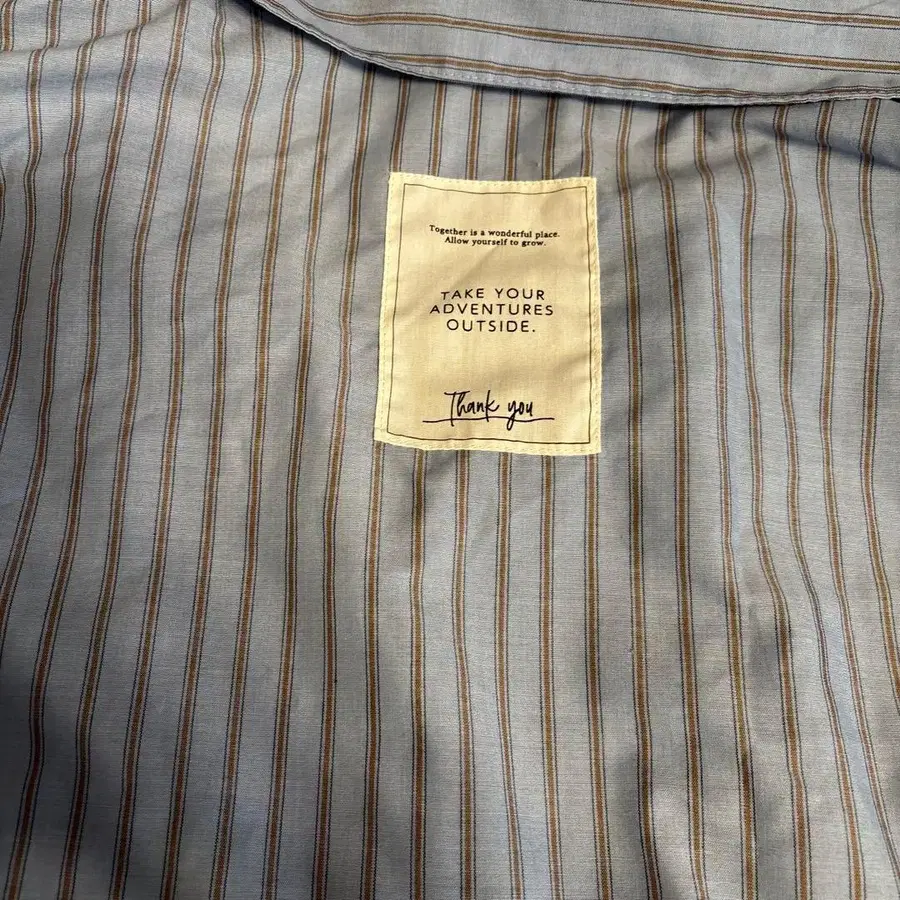 Together is a wonderful place.
Allow yourself to grow.
TAKE YOUR
ADVENTURES
OUTSIDE.
Thank you